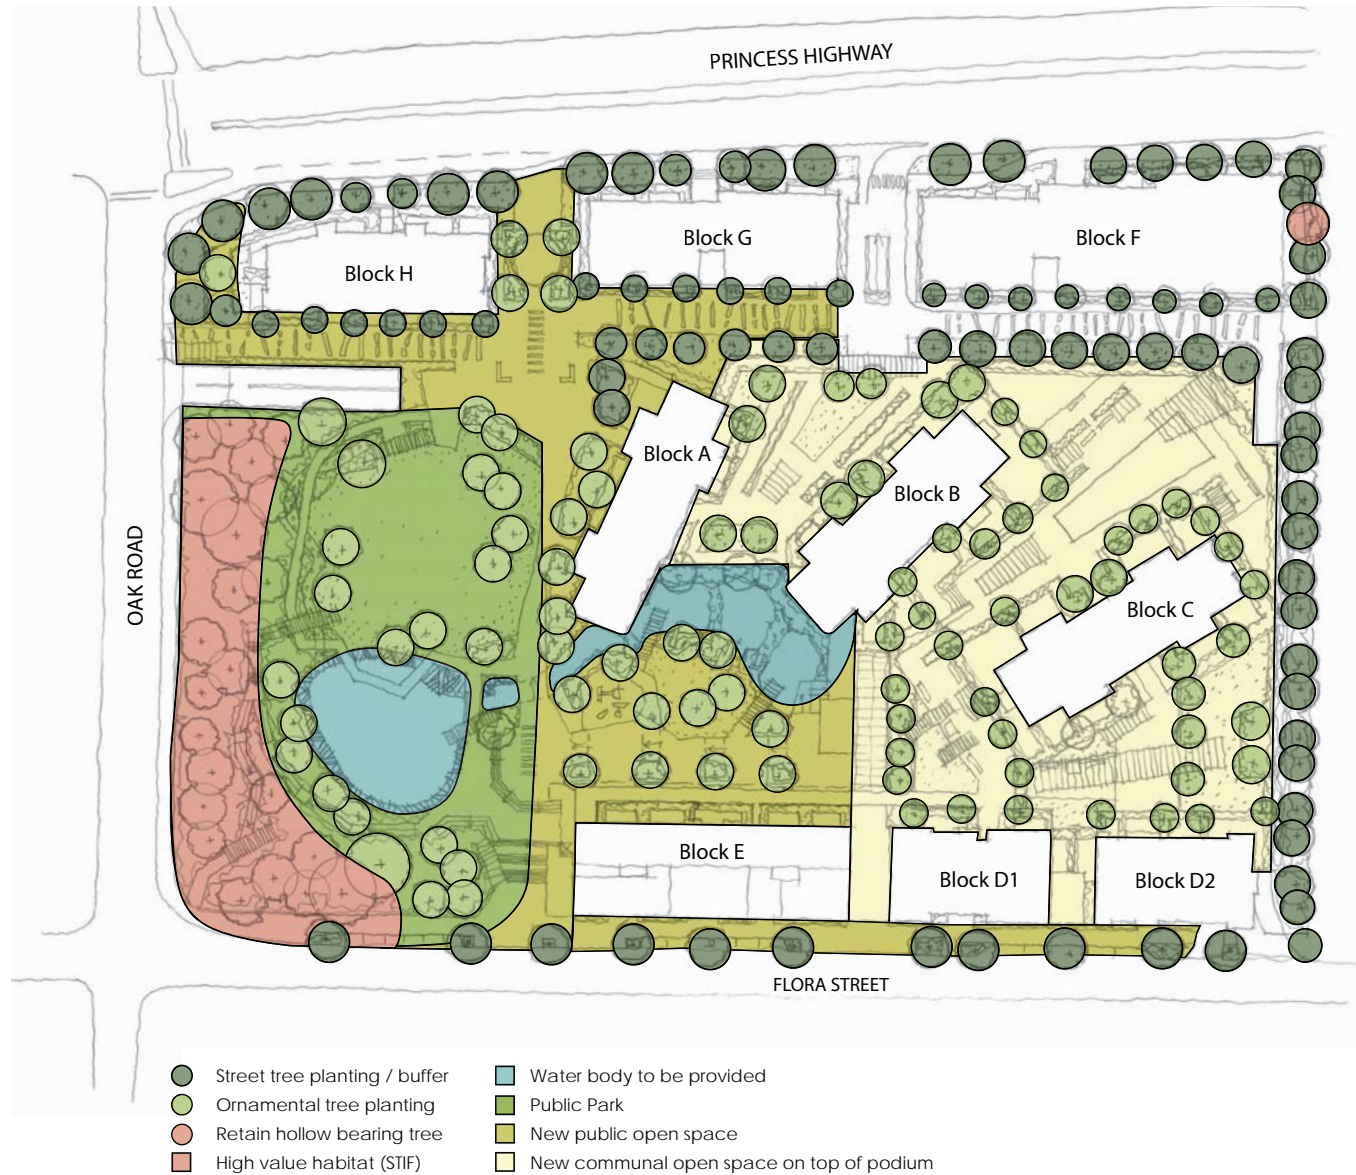 PRINCESS HIGHWAY
Block G
Block F
Block H
Block A
Block B
OAK ROAD
Block C
Block E
Block D1
Block D2
FLORA STREET
Street tree planting / buffer
Ornamental tree planting
Retain hollow bearing tree
High value habitat (STIF)
Water body to be provided
Public Park
New public open space
New communal open space on top of podium